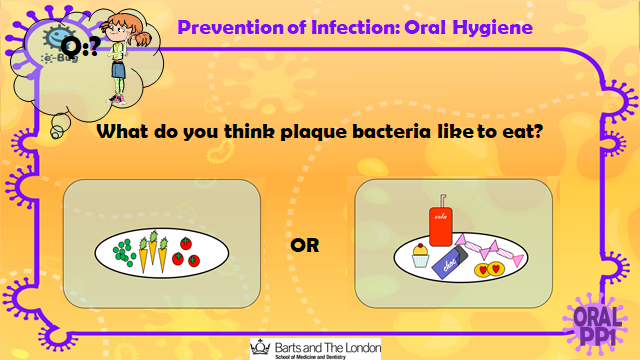 Prevention of Infection: Oral Hygiene
Q:?
e-Bug
What do you think plaque bacteria like to eat?
OR
cola
choc
ORAL
PP1
Barts and The London
School of Medicine and Dentistry